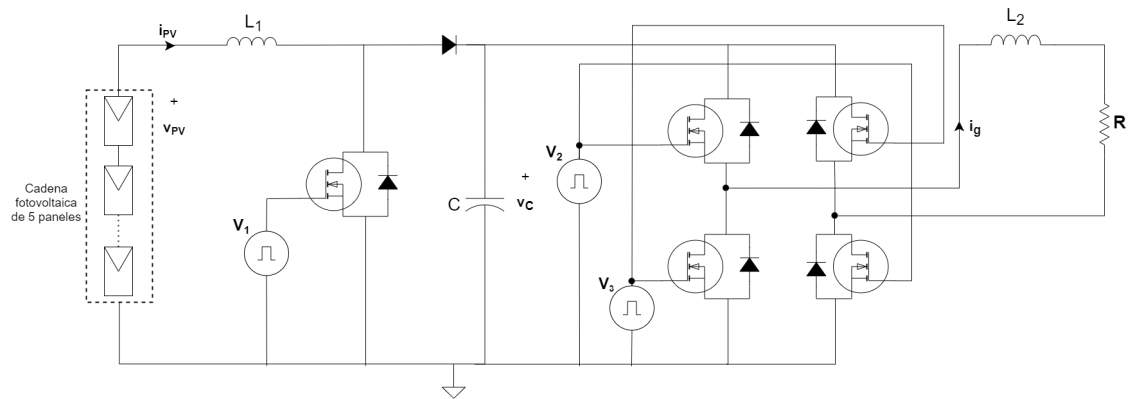 iPV
L1
L2
+
vPV
R
ig
V2
Cadena
fotovoltaica
de 5 paneles
+
C
vC
V1
V3